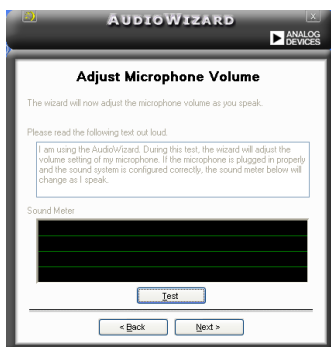 AUDIOWIZARD
X
ANALOG
DEVICES
Adjust Microphone Volume
The wizard will now adjust the microphone volume as you speak.
Please read the following text out loud.
I am using the AudioWizard. During this test, the wizard will adjust the
volume setting of my microphone. If the microphone is plugged in properly
and the sound system is configured correctly, the sound meter below will
change as I speak.
Sound Meter
Test
< Back Next >